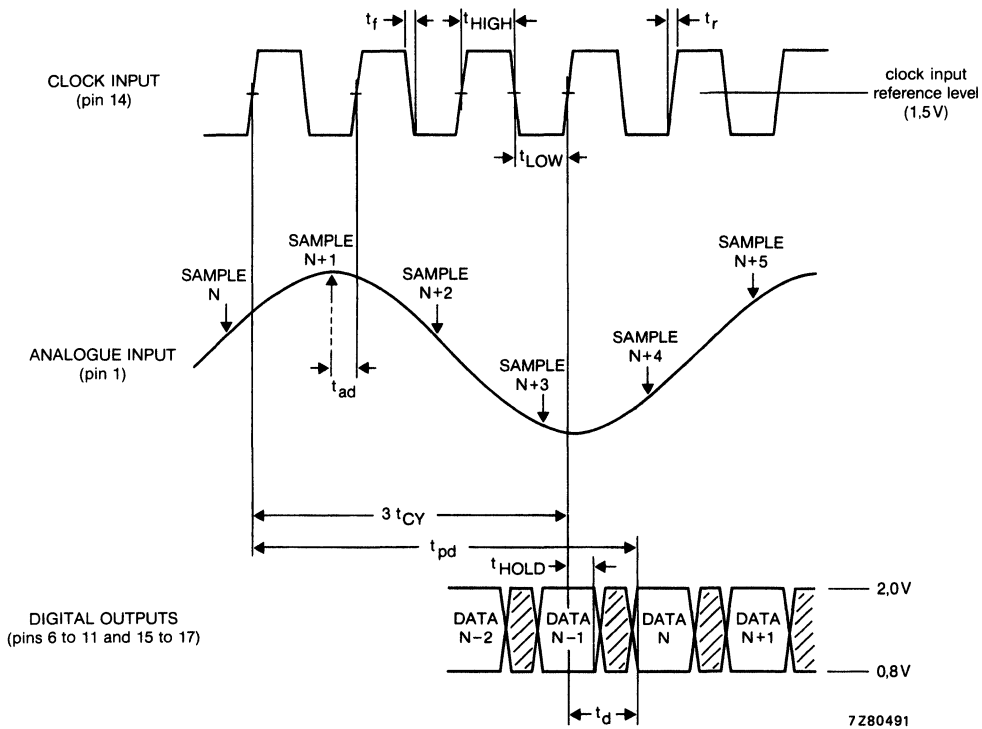 tf
tHIGH
tr
CLOCK INPUT
(pin 14)
clock input
reference level
(1,5 V)
tLOW
SAMPLE
N
SAMPLE
N+1
SAMPLE
N+2
SAMPLE
N+3
SAMPLE
N+4
SAMPLE
N+5
ANALOGUE INPUT
(pin 1)
tad
3 tCY
tpd
tHOLD
DIGITAL OUTPUTS
(pins 6 to 11 and 15 to 17)
DATA
N−2
DATA
N−1
DATA
N
DATA
N+1
2,0 V
0,8 V
td
7Z80491